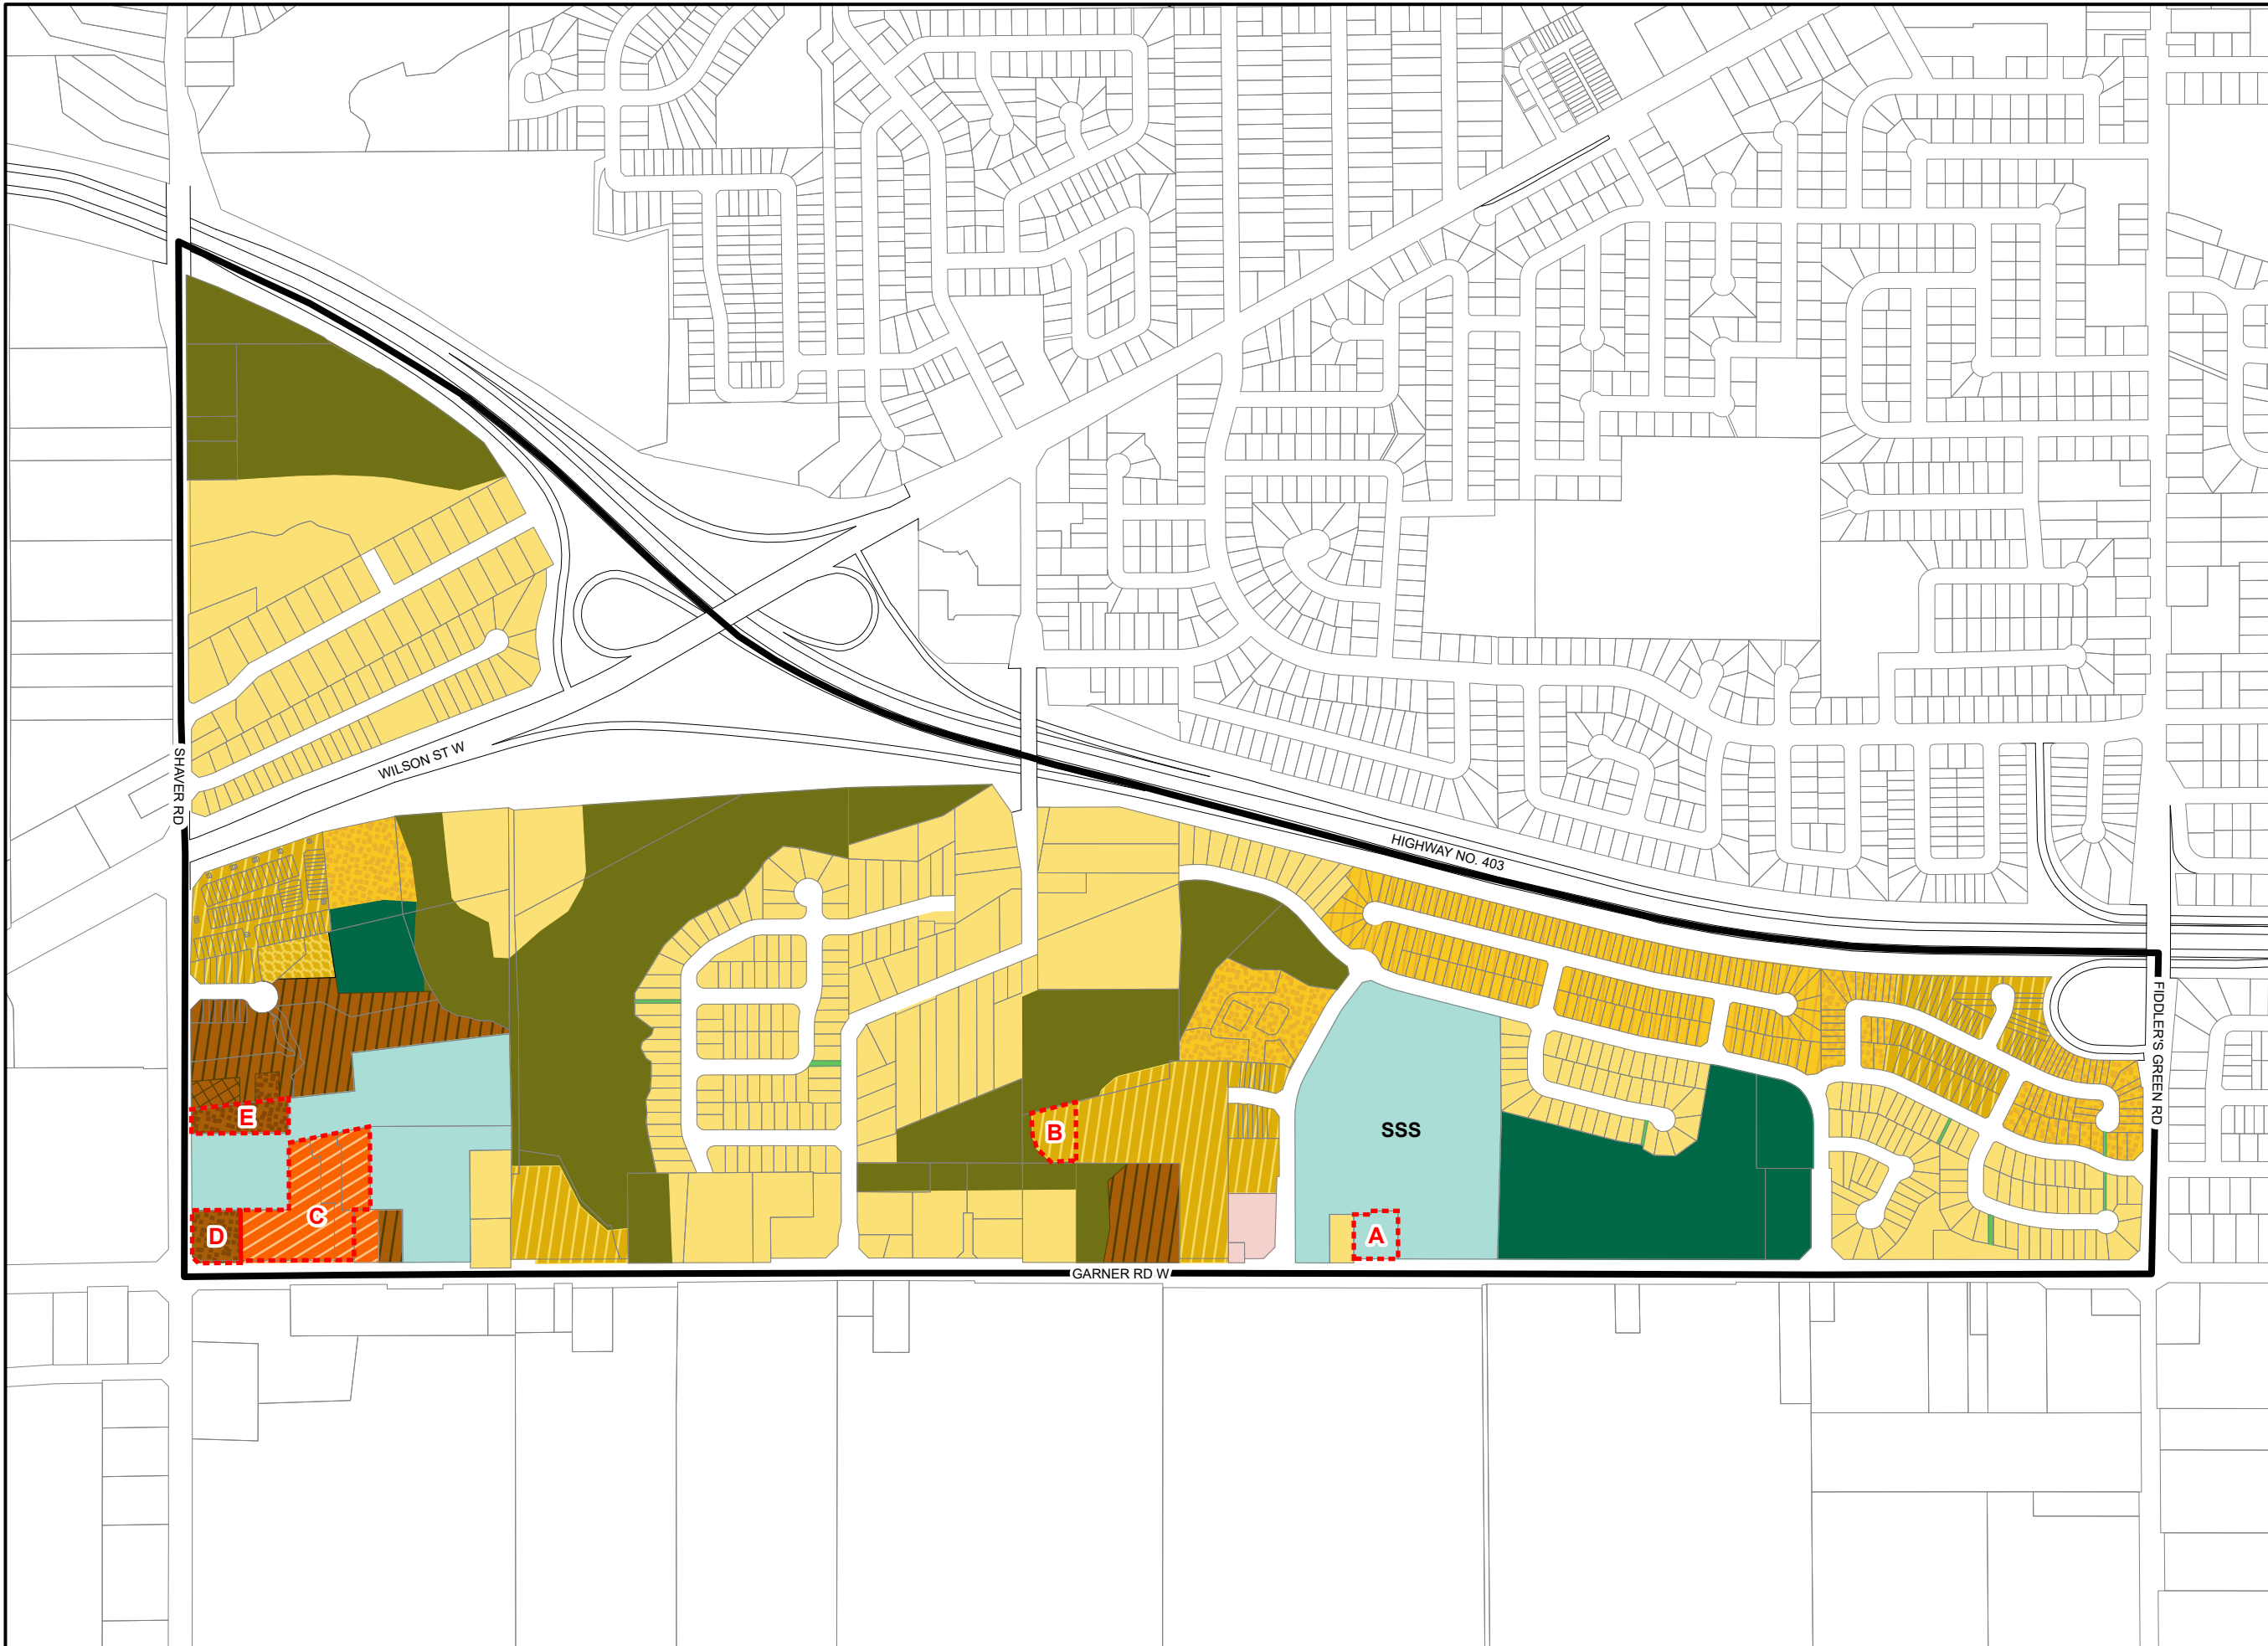 WILSON ST W
SHAVER RD
HIGHWAY NO. 403
FIDDLER'S GREEN RD
E
B
SSS
C
D
A
GARNER RD W